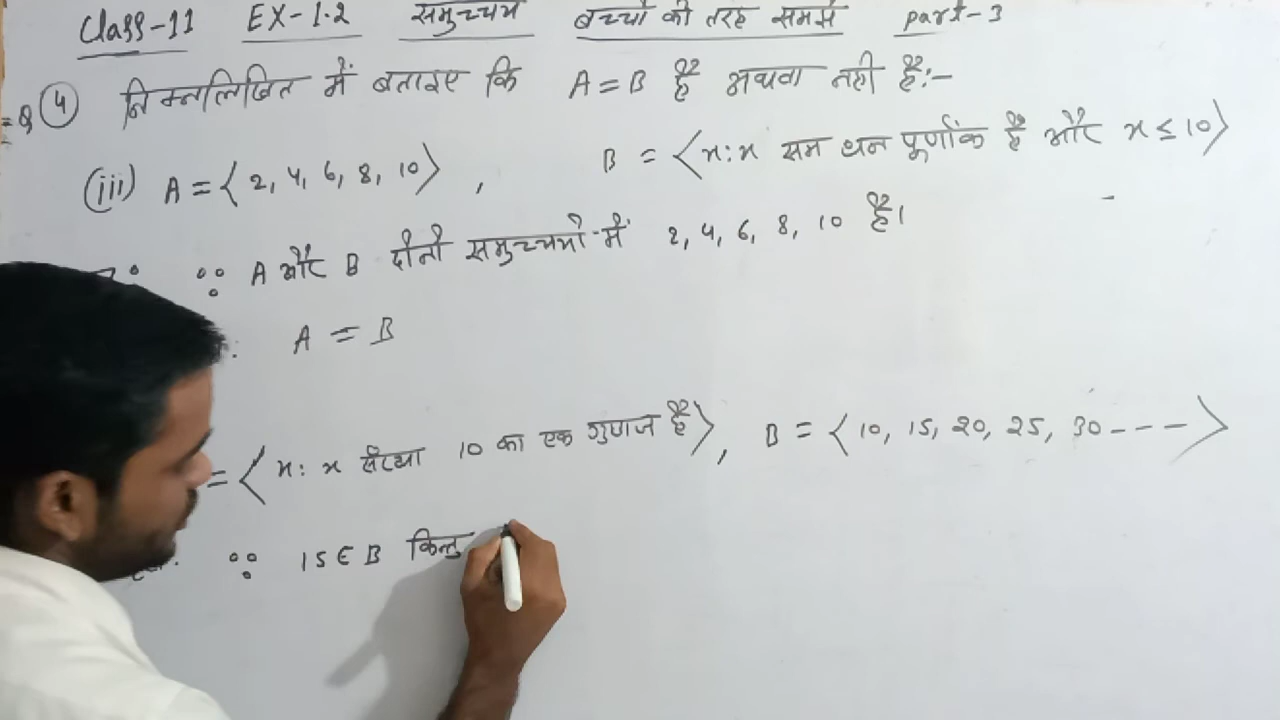 Class-11 EX-1.2 समुच्चय बच्चों की तरह समझे part-3
Q ④ निम्नलिखित में बताइए कि A = B है अथवा नही है:-
(iii) A = {2, 4, 6, 8, 10}, B = {x : x सम धन पूर्णांक है और x ≤ 10}
∵ A और B दोनो समुच्चयो में 2, 4, 6, 8, 10 है।
A = B
= {x : x संख्या 10 का एक गुणज है}, B = {10, 15, 20, 25, 30 - - - }
∵ 15 ∈ B किन्तु